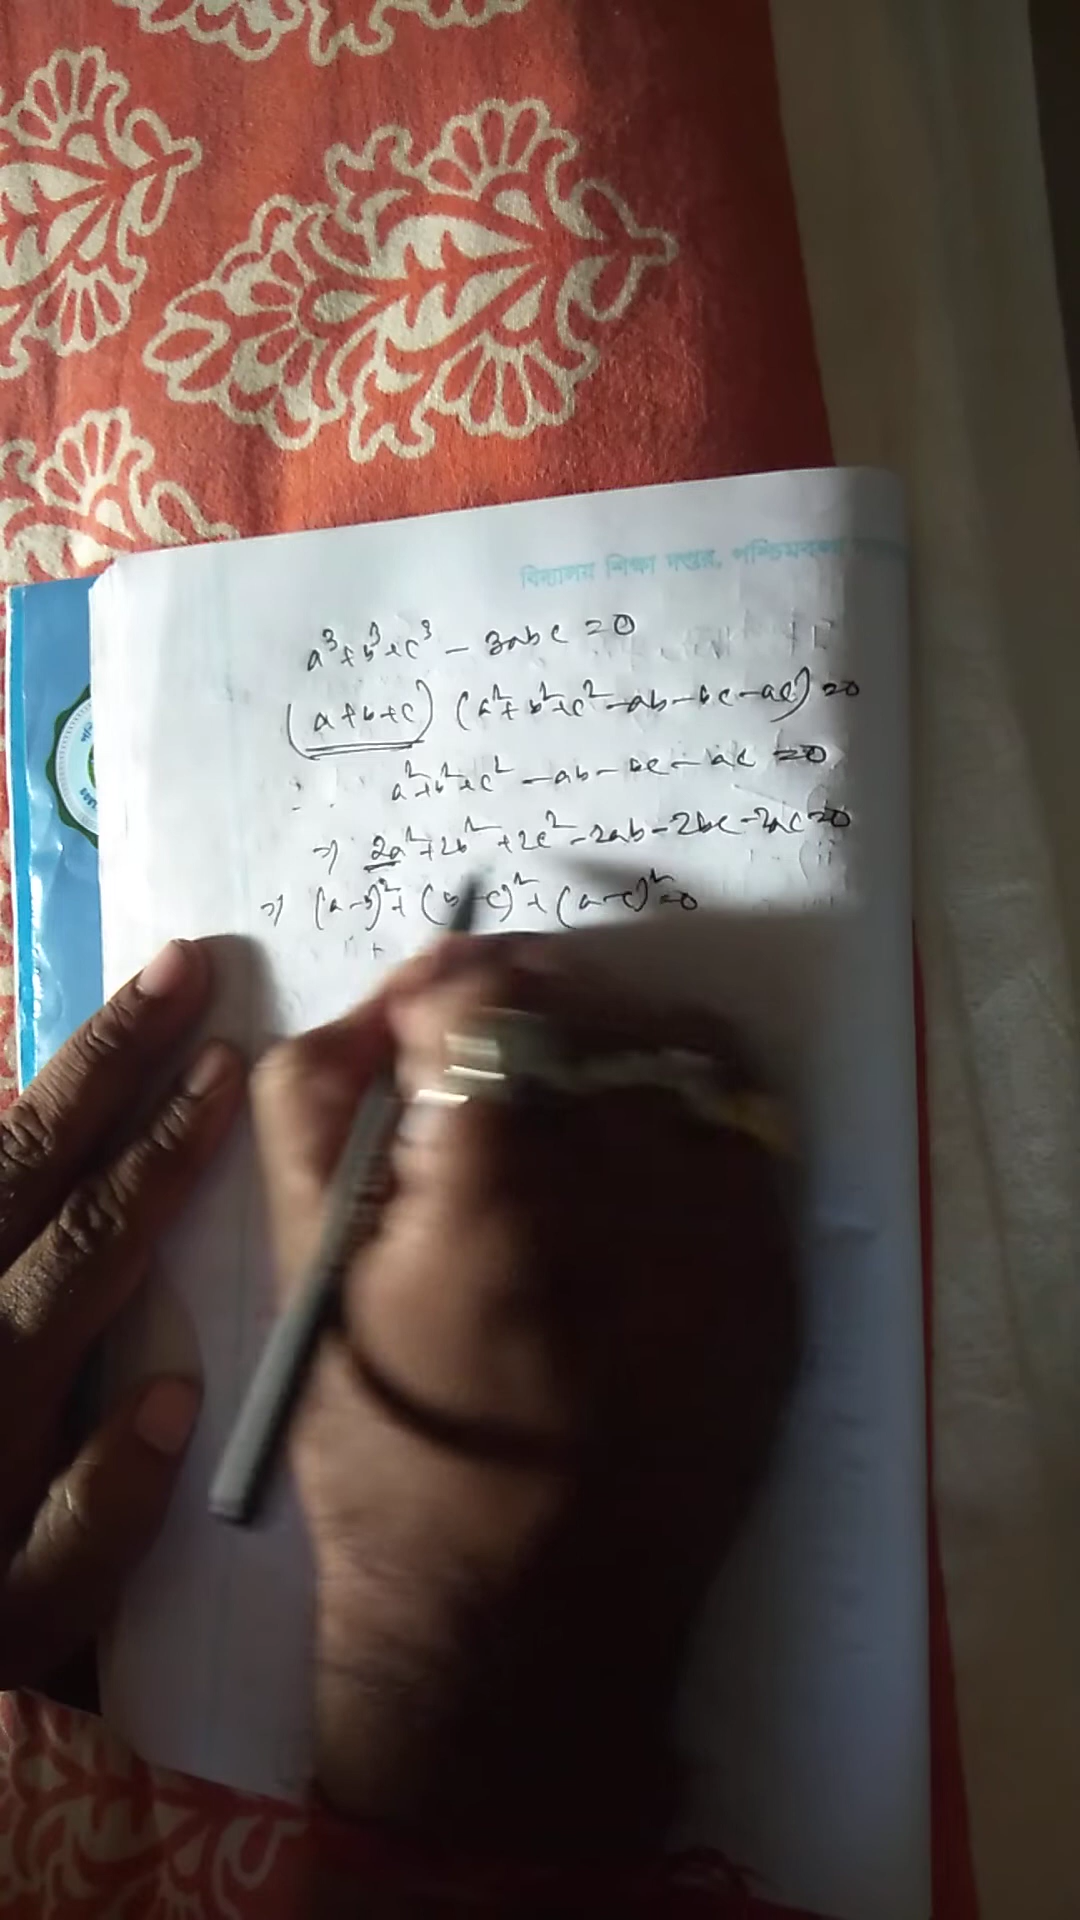 বিদ্যালয় শিক্ষা দপ্তর, পশ্চিমবঙ্গ
a³+b³+c³ - 3abc = 0
(a+b+c) (a²+b²+c²-ab-bc-ac) = 0
∴ a²+b²+c² - ab - bc - ac = 0
⇒ 2a²+2b²+2c²-2ab-2bc-2ac=0
⇒ (a-b)²+(b-c)²+(a-c)²=0